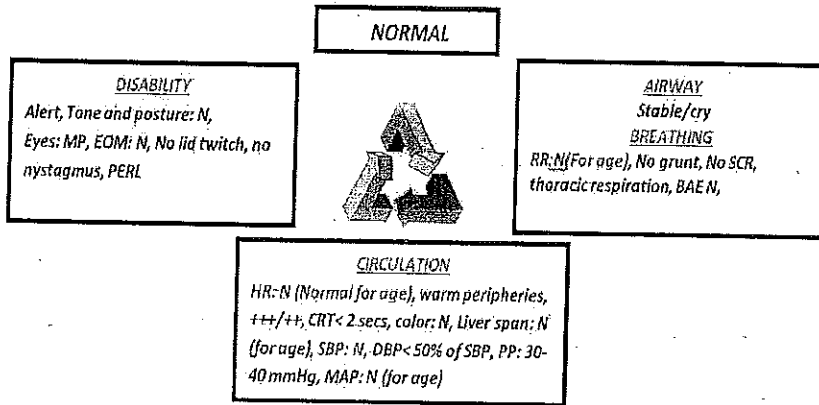 NORMAL
DISABILITY
Alert, Tone and posture: N,
Eyes: MP, EOM: N, No lid twitch, no
nystagmus, PERL
AIRWAY
Stable/cry
BREATHING
RR:N(For age), No grunt, No SCR,
thoracic respiration, BAE N,
CIRCULATION
HR: N (Normal for age), warm peripheries,
+++/++, CRT< 2 secs, color: N, Liver span: N
(for age), SBP: N, DBP< 50% of SBP, PP: 30-
40 mmHg, MAP: N (for age)